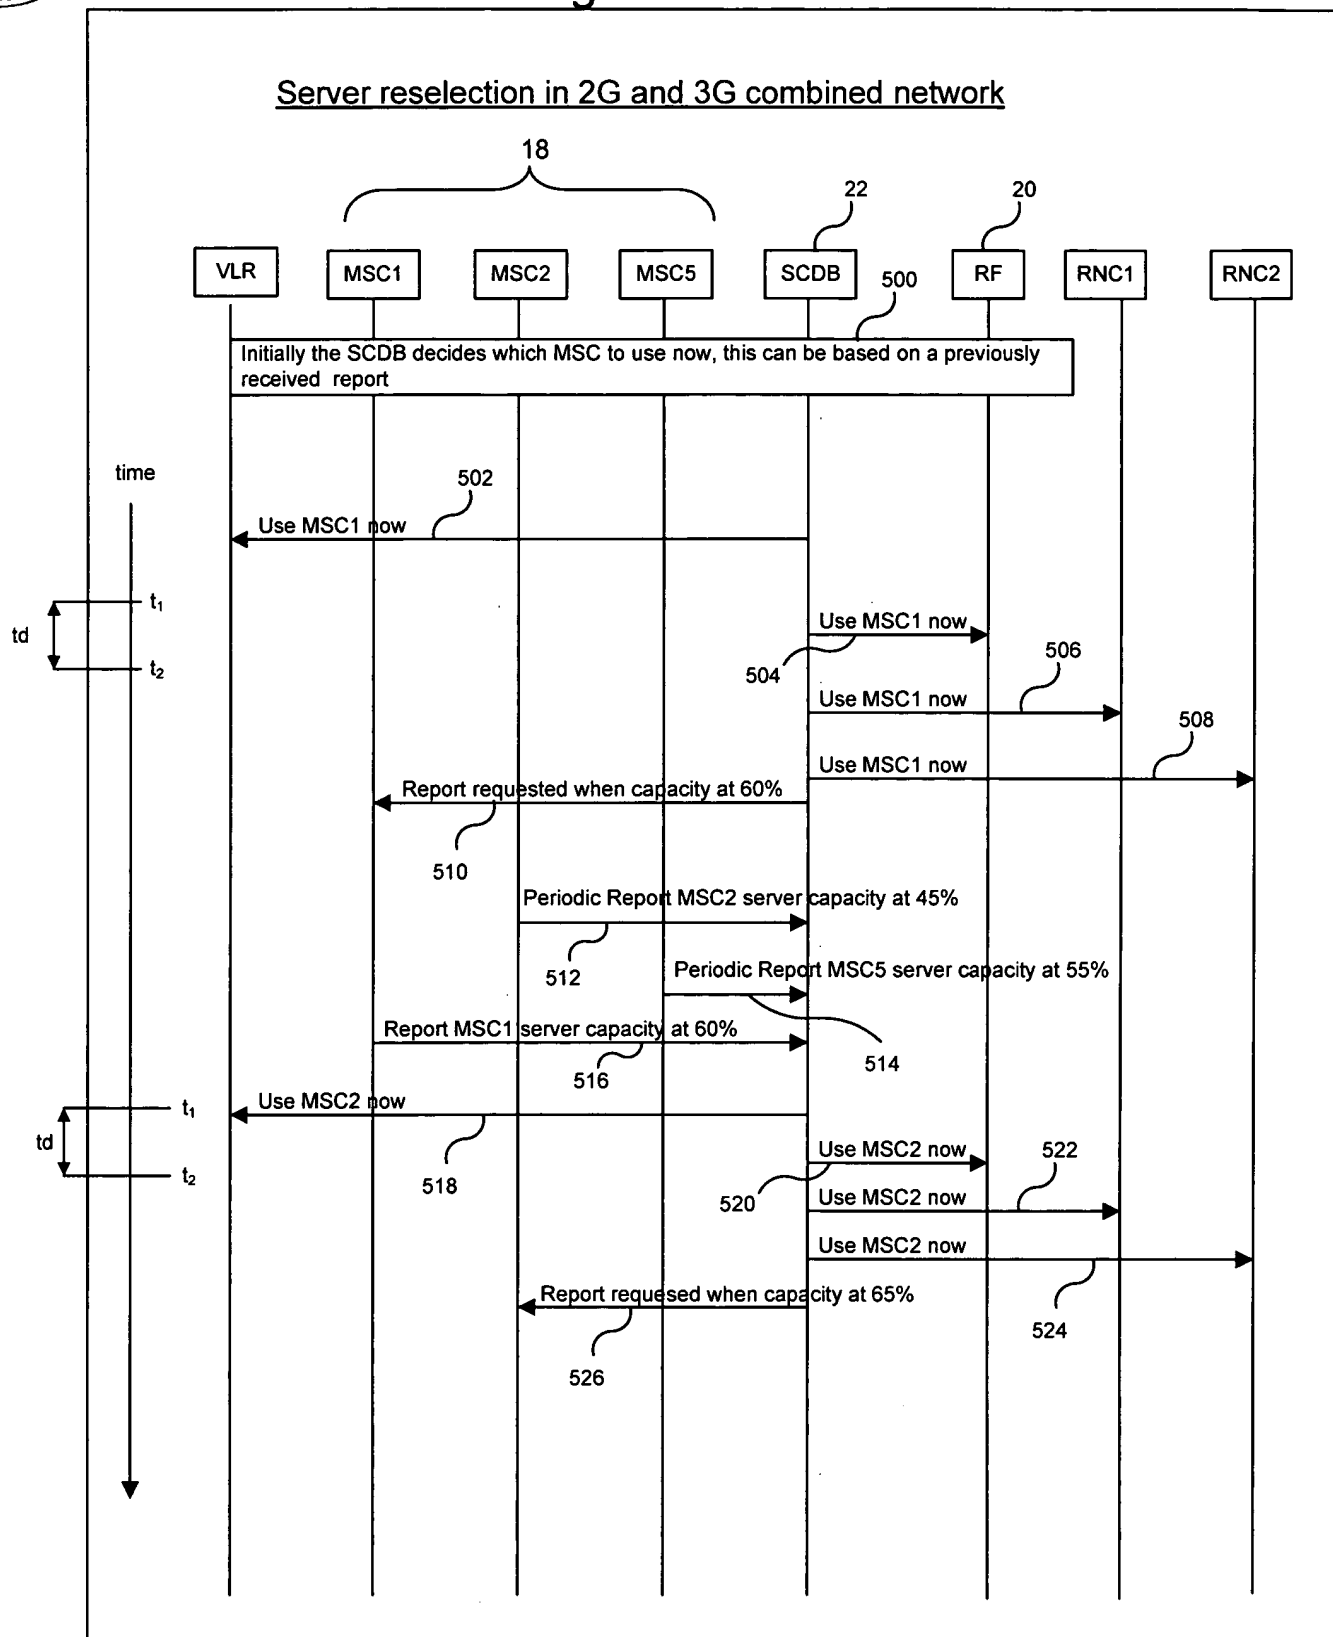 Server reselection in 2G and 3G combined network
18
22
20
VLR
MSC1
MSC2
MSC5
SCDB
RF
RNC1
RNC2
500
Initially the SCDB decides which MSC to use now, this can be based on a previously
received report
time
502
Use MSC1 now
t1
td
t2
Use MSC1 now
504
506
Use MSC1 now
508
Use MSC1 now
Report requested when capacity at 60%
510
Periodic Report MSC2 server capacity at 45%
512
Periodic Report MSC5 server capacity at 55%
514
Report MSC1 server capacity at 60%
516
t1
td
t2
Use MSC2 now
518
Use MSC2 now
520
522
Use MSC2 now
Use MSC2 now
524
Report requesed when capacity at 65%
526